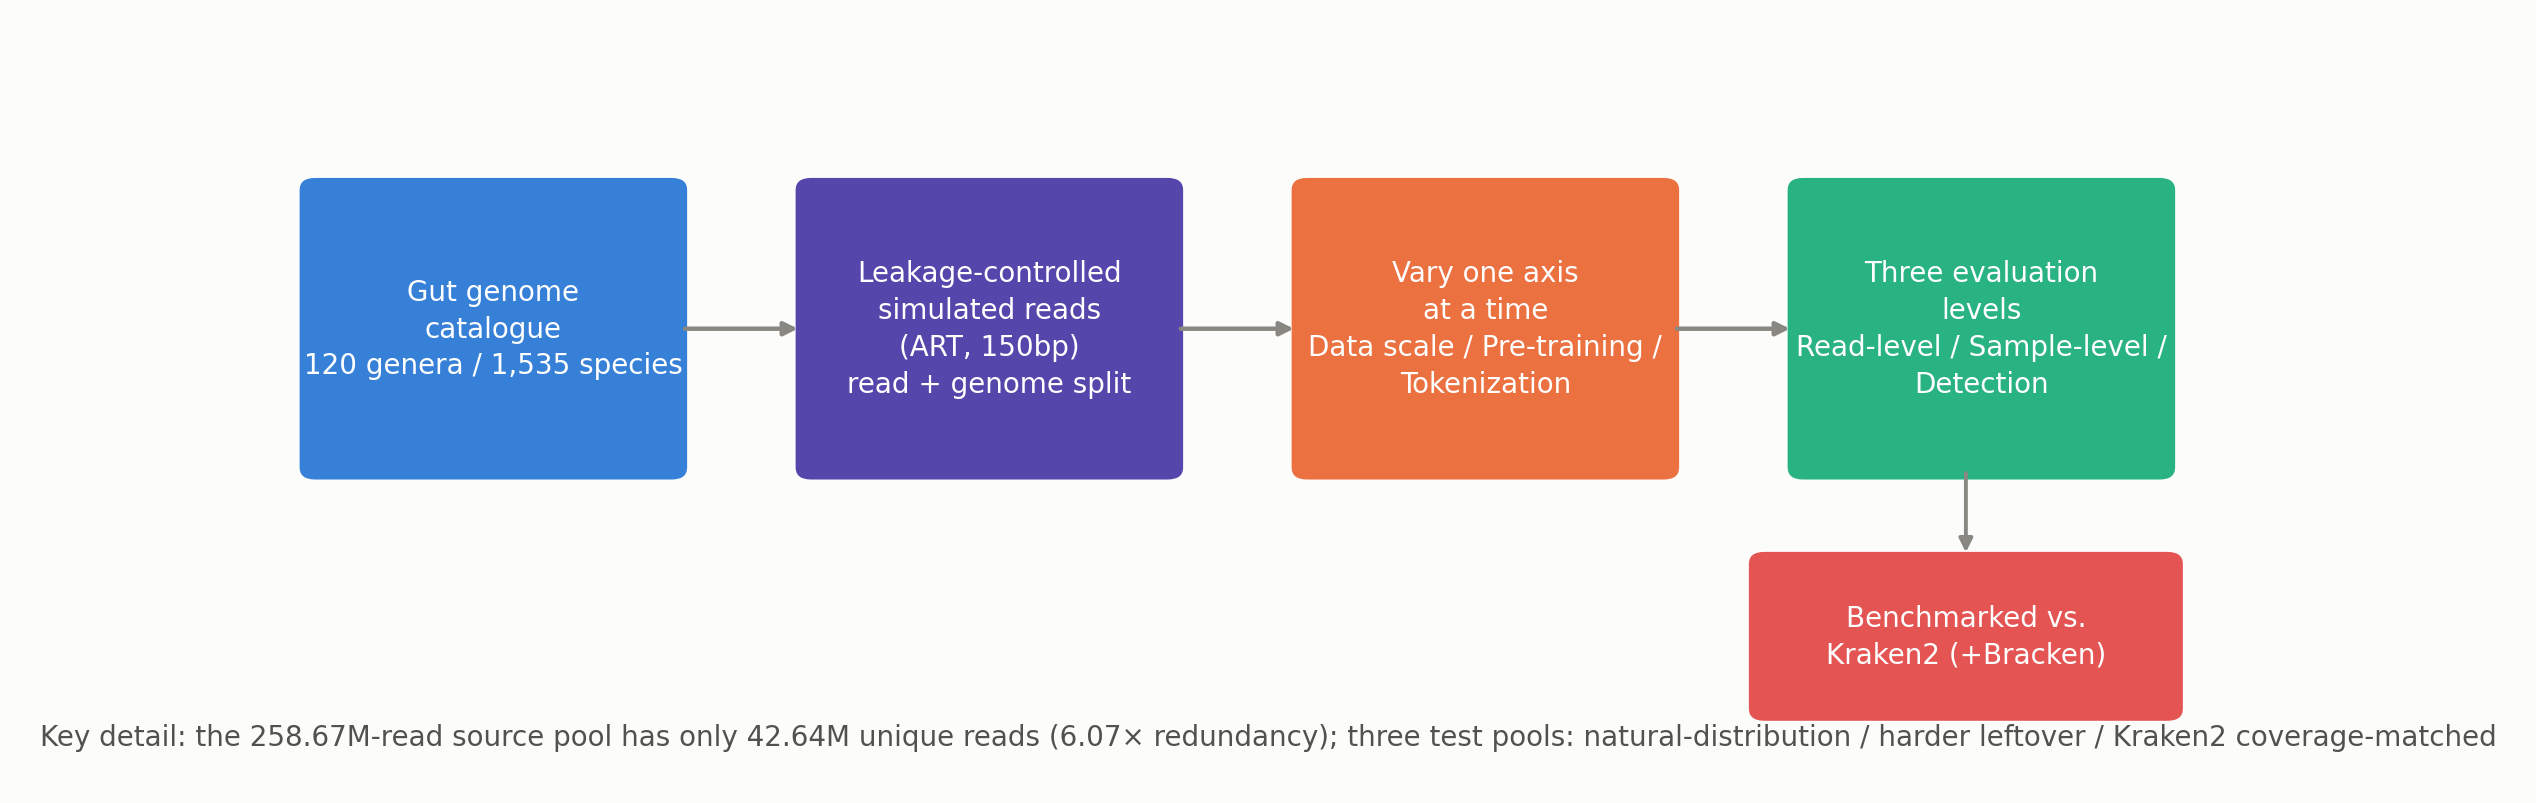 Gut genome
catalogue
120 genera / 1,535 species
Leakage-controlled
simulated reads
(ART, 150bp)
read + genome split
Vary one axis
at a time
Data scale / Pre-training /
Tokenization
Three evaluation
levels
Read-level / Sample-level /
Detection
Benchmarked vs.
Kraken2 (+Bracken)
Key detail: the 258.67M-read source pool has only 42.64M unique reads (6.07× redundancy); three test pools: natural-distribution / harder leftover / Kraken2 coverage-matched